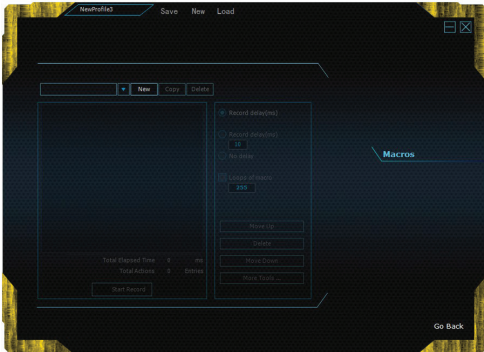 NewProfile3 Save New Load
New Copy Delete
Record delay(ms)
Record delay(ms)
10
No delay
Loops of macro
255
Macros
Move Up
Delete
Move Down
More Tools ...
Total Elapsed Time 0 ms
Total Actions 0 Entries
Start Record
Go Back